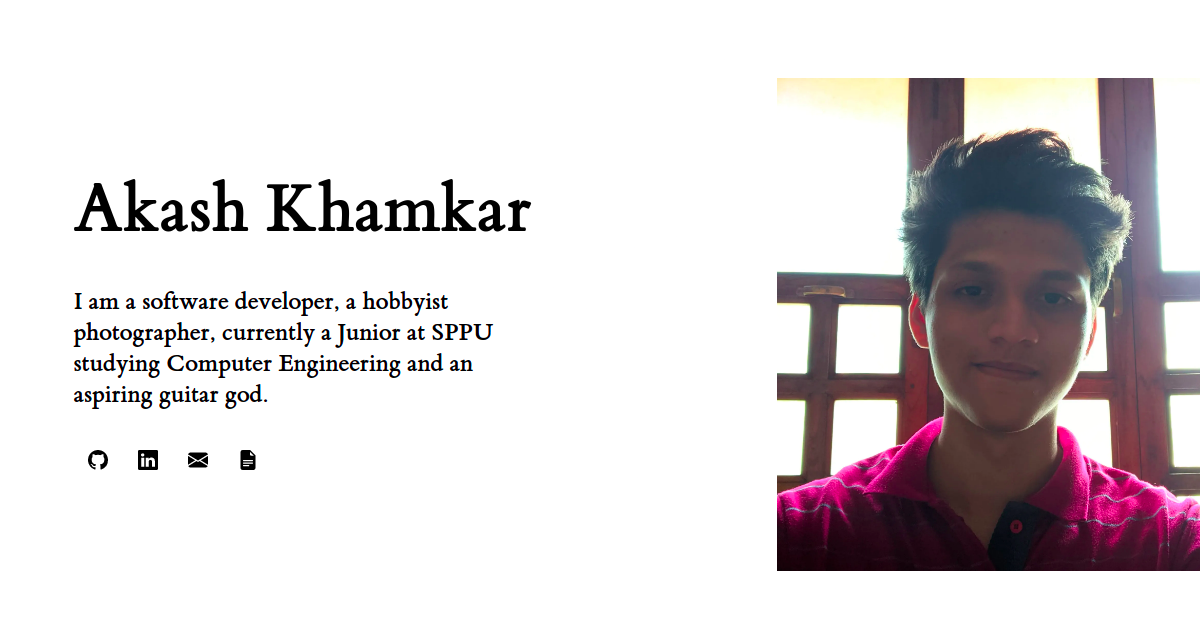 Akash Khamkar
I am a software developer, a hobbyist
photographer, currently a Junior at SPPU
studying Computer Engineering and an
aspiring guitar god.
in